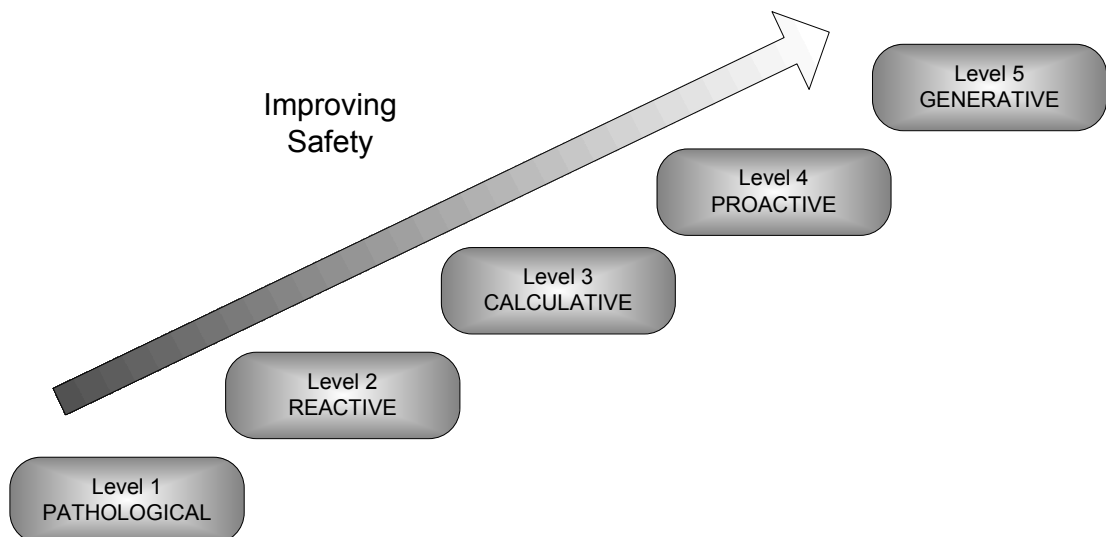 Improving
Safety
Level 5
GENERATIVE
Level 4
PROACTIVE
Level 3
CALCULATIVE
Level 2
REACTIVE
Level 1
PATHOLOGICAL